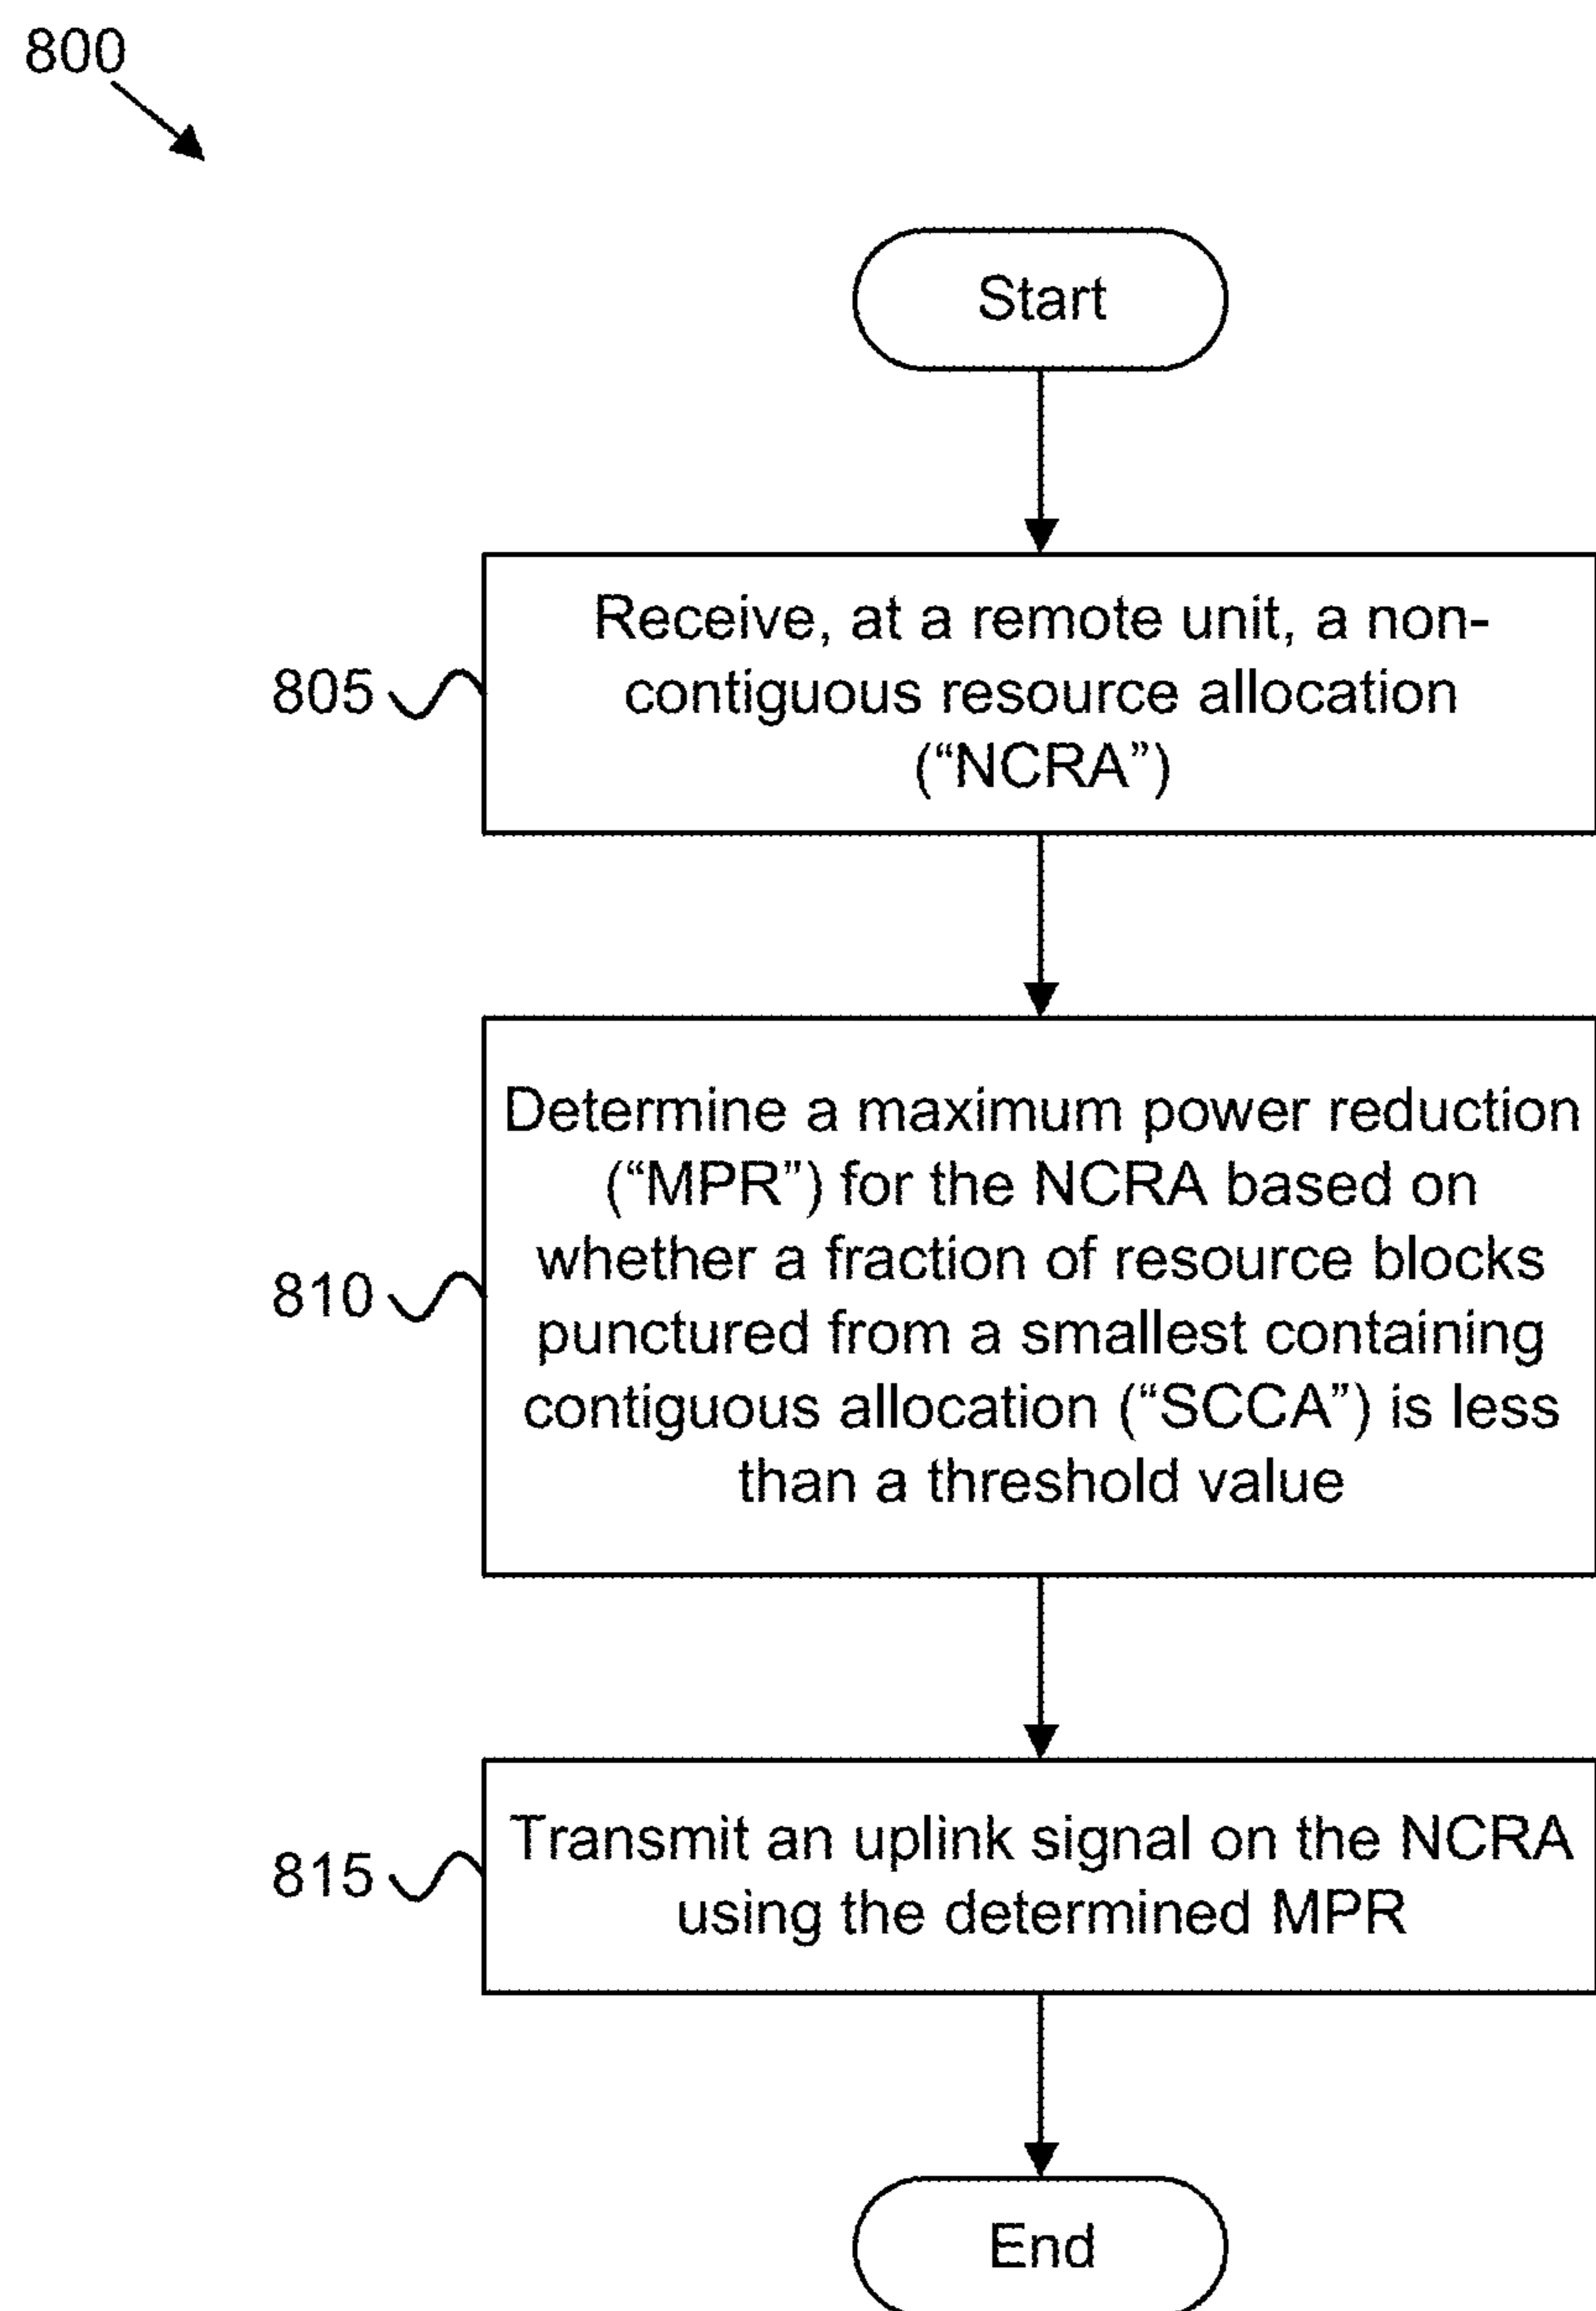 800
Start
805
Receive, at a remote unit, a non-
contiguous resource allocation
(“NCRA”)
810
Determine a maximum power reduction
(“MPR”) for the NCRA based on
whether a fraction of resource blocks
punctured from a smallest containing
contiguous allocation (“SCCA”) is less
than a threshold value
815
Transmit an uplink signal on the NCRA
using the determined MPR
End